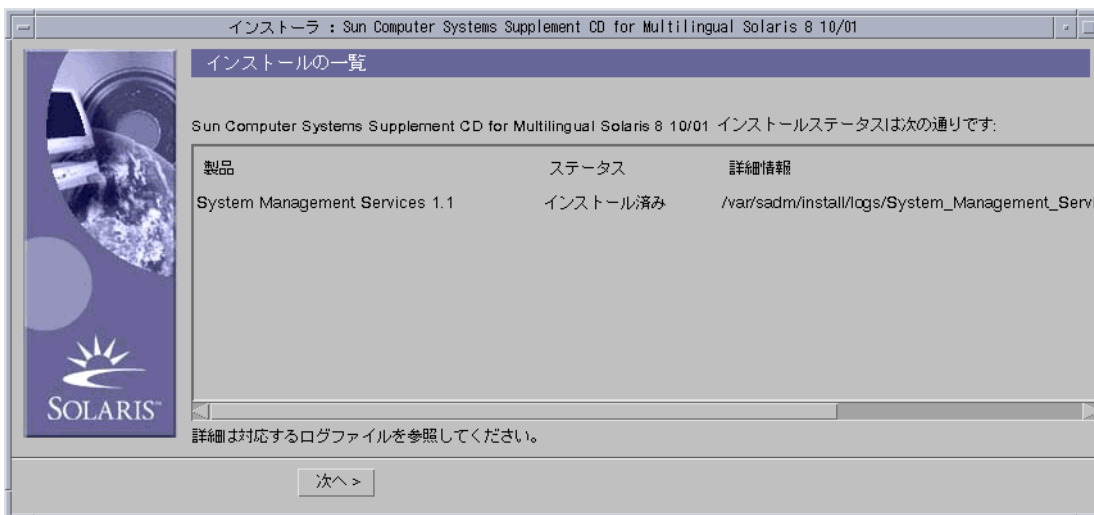 インストーラ : Sun Computer Systems Supplement CD for Multilingual Solaris 8 10/01
インストールの一覧
Sun Computer Systems Supplement CD for Multilingual Solaris 8 10/01 インストールステータスは次の通りです:
製品 ステータス 詳細情報
System Management Services 1.1 インストール済み /var/sadm/install/logs/System_Management_Servi
SOLARIS™
詳細は対応するログファイルを参照してください。
次へ >